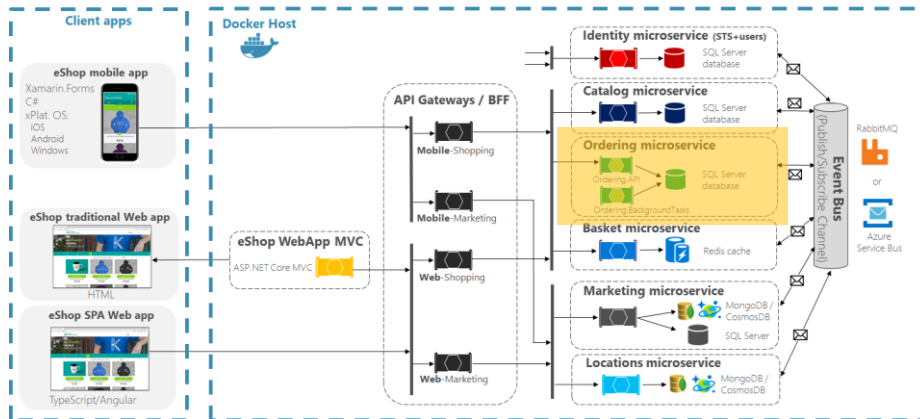 Client apps
eShop mobile app
Xamarin.Forms
C#
xPlat. OS:
iOS
Android
Windows
eShop traditional Web app
HTML
eShop SPA Web app
TypeScript/Angular
Docker Host
eShop WebApp MVC
ASP.NET Core MVC
API Gateways / BFF
Mobile-Shopping
Mobile-Marketing
Web-Shopping
Web-Marketing
Identity microservice (STS+users)
SQL Server
database
Catalog microservice
SQL Server
database
Ordering microservice
Ordering.API
SQL Server
database
Ordering.BackgroundTasks
Basket microservice
Redis cache
Marketing microservice
MongoDB /
CosmosDB
SQL Server
Locations microservice
MongoDB /
CosmosDB
Event Bus
(Publish/Subscribe Channel)
RabbitMQ
or
Azure
Service Bus